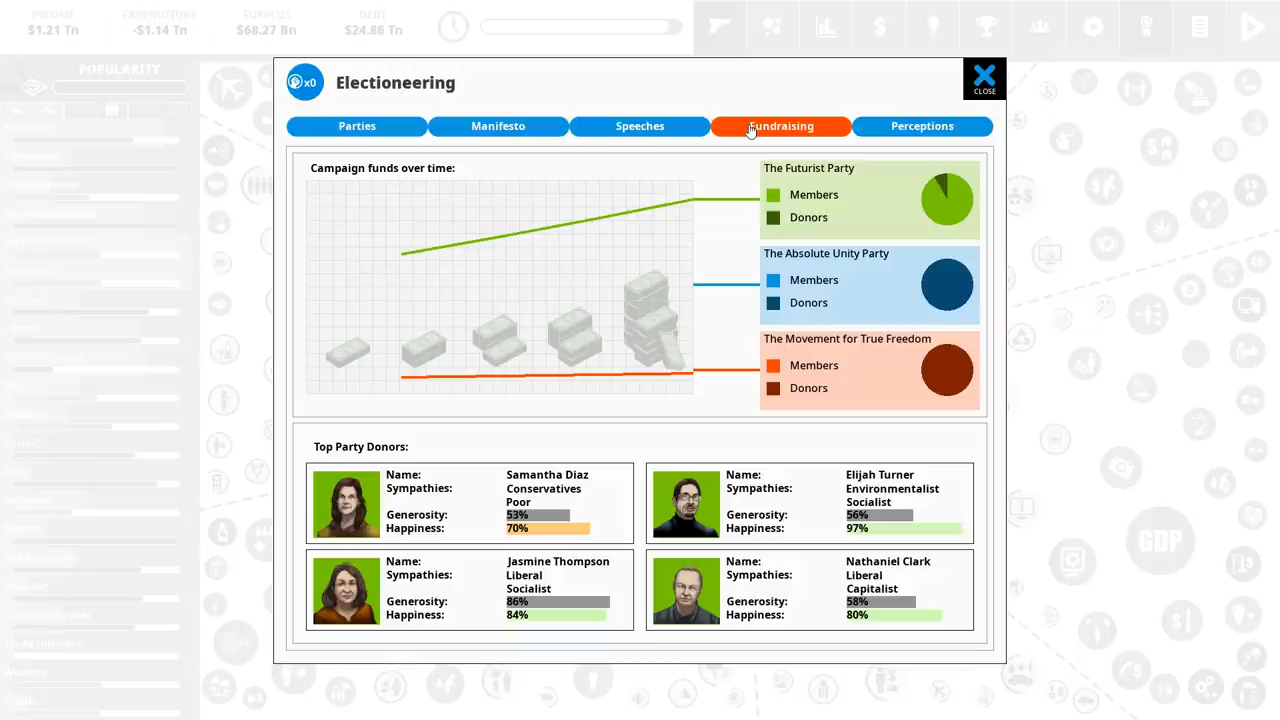 INCOME EXPENDITURE SURPLUS DEBT
$1.21 Tn -$1.14 Tn $68.27 Bn $24.86 Tn
POPULARITY
x0 Electioneering
CLOSE
Parties Manifesto Speeches Fundraising Perceptions
Campaign funds over time:
The Futurist Party
Members
Donors
The Absolute Unity Party
Members
Donors
The Movement for True Freedom
Members
Donors
Top Party Donors:
Name: Samantha Diaz
Sympathies: Conservatives
Poor
Generosity: 53%
Happiness: 70%
Name: Elijah Turner
Sympathies: Environmentalist
Socialist
Generosity: 56%
Happiness: 97%
Name: Jasmine Thompson
Sympathies: Liberal
Socialist
Generosity: 86%
Happiness: 84%
Name: Nathaniel Clark
Sympathies: Liberal
Capitalist
Generosity: 58%
Happiness: 80%
GDP